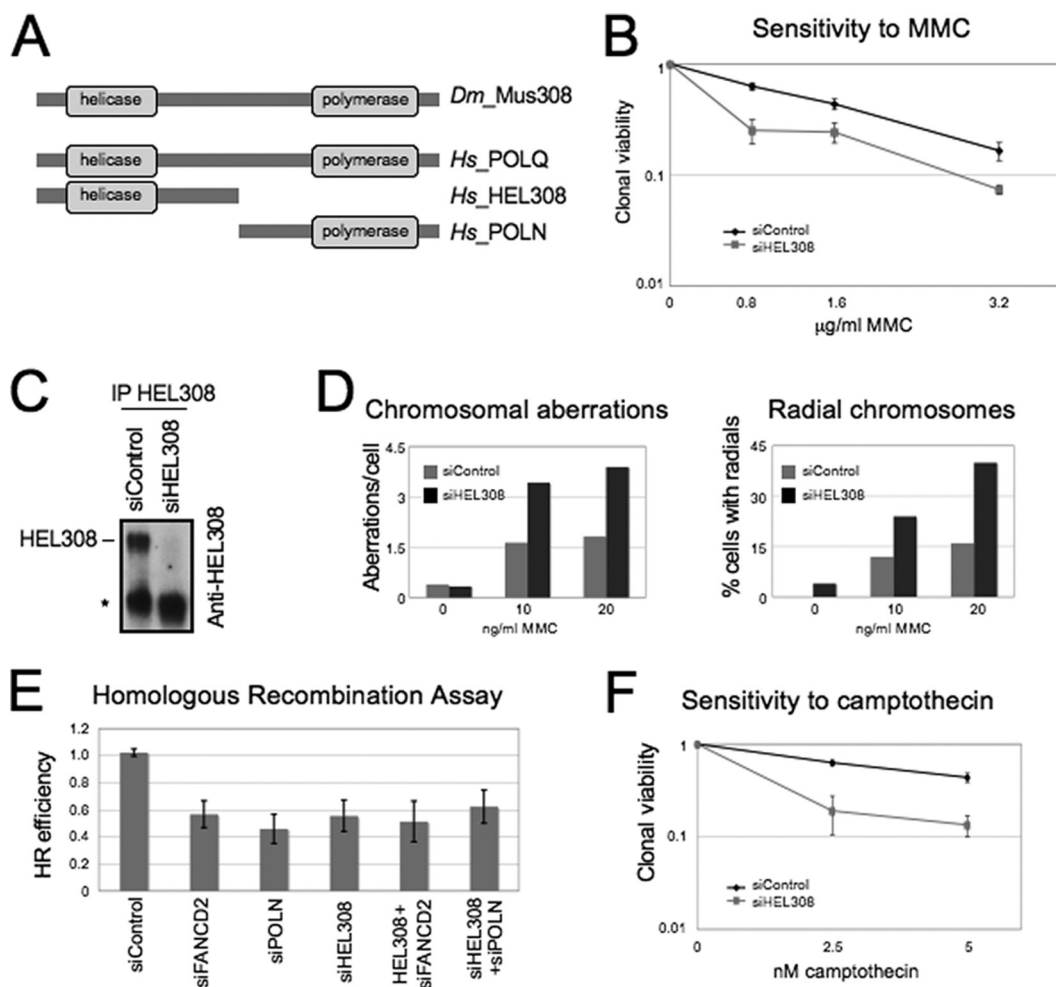 A
helicase
polymerase
Dm_Mus308
helicase
polymerase
Hs_POLQ
helicase
Hs_HEL308
polymerase
Hs_POLN
B
Sensitivity to MMC
Clonal viability
1
0.1
0.01
siControl
siHEL308
0 0.8 1.6 3.2
μg/ml MMC
C
IP HEL308
siControl
siHEL308
HEL308 –
*
Anti-HEL308
D
Chromosomal aberrations
Aberrations/cell
4.5
3
1.5
0
siControl
siHEL308
0 10 20
ng/ml MMC
Radial chromosomes
% cells with radials
45
30
15
0
siControl
siHEL308
0 10 20
ng/ml MMC
E
Homologous Recombination Assay
HR efficiency
1.2
1.0
0.8
0.6
0.4
0.2
0
siControl
siFANCD2
siPOLN
siHEL308
HEL308+
siFANCD2
siHEL308
+siPOLN
F
Sensitivity to camptothecin
Clonal viability
1
0.1
0.01
siControl
siHEL308
0 2.5 5
nM camptothecin